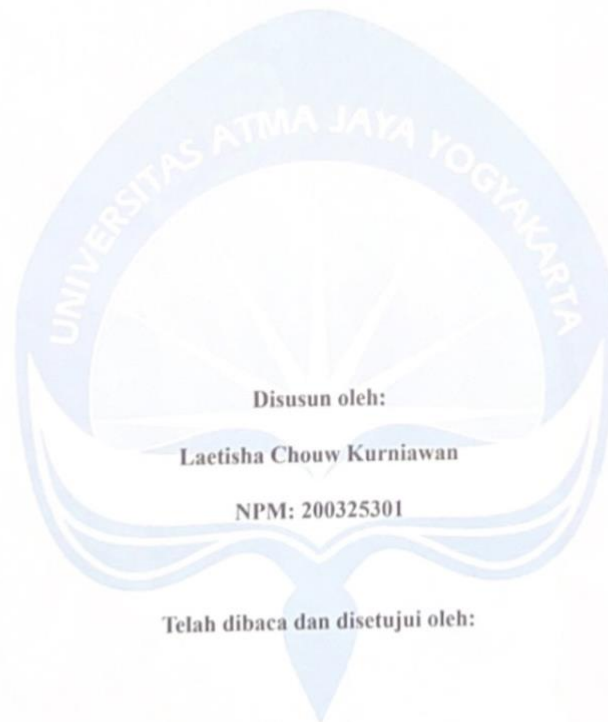 UNIVERSITAS ATMA JAYA YOGYAKARTA
Disusun oleh:
Laetisha Chouw Kurniawan
NPM: 200325301
Telah dibaca dan disetujui oleh: